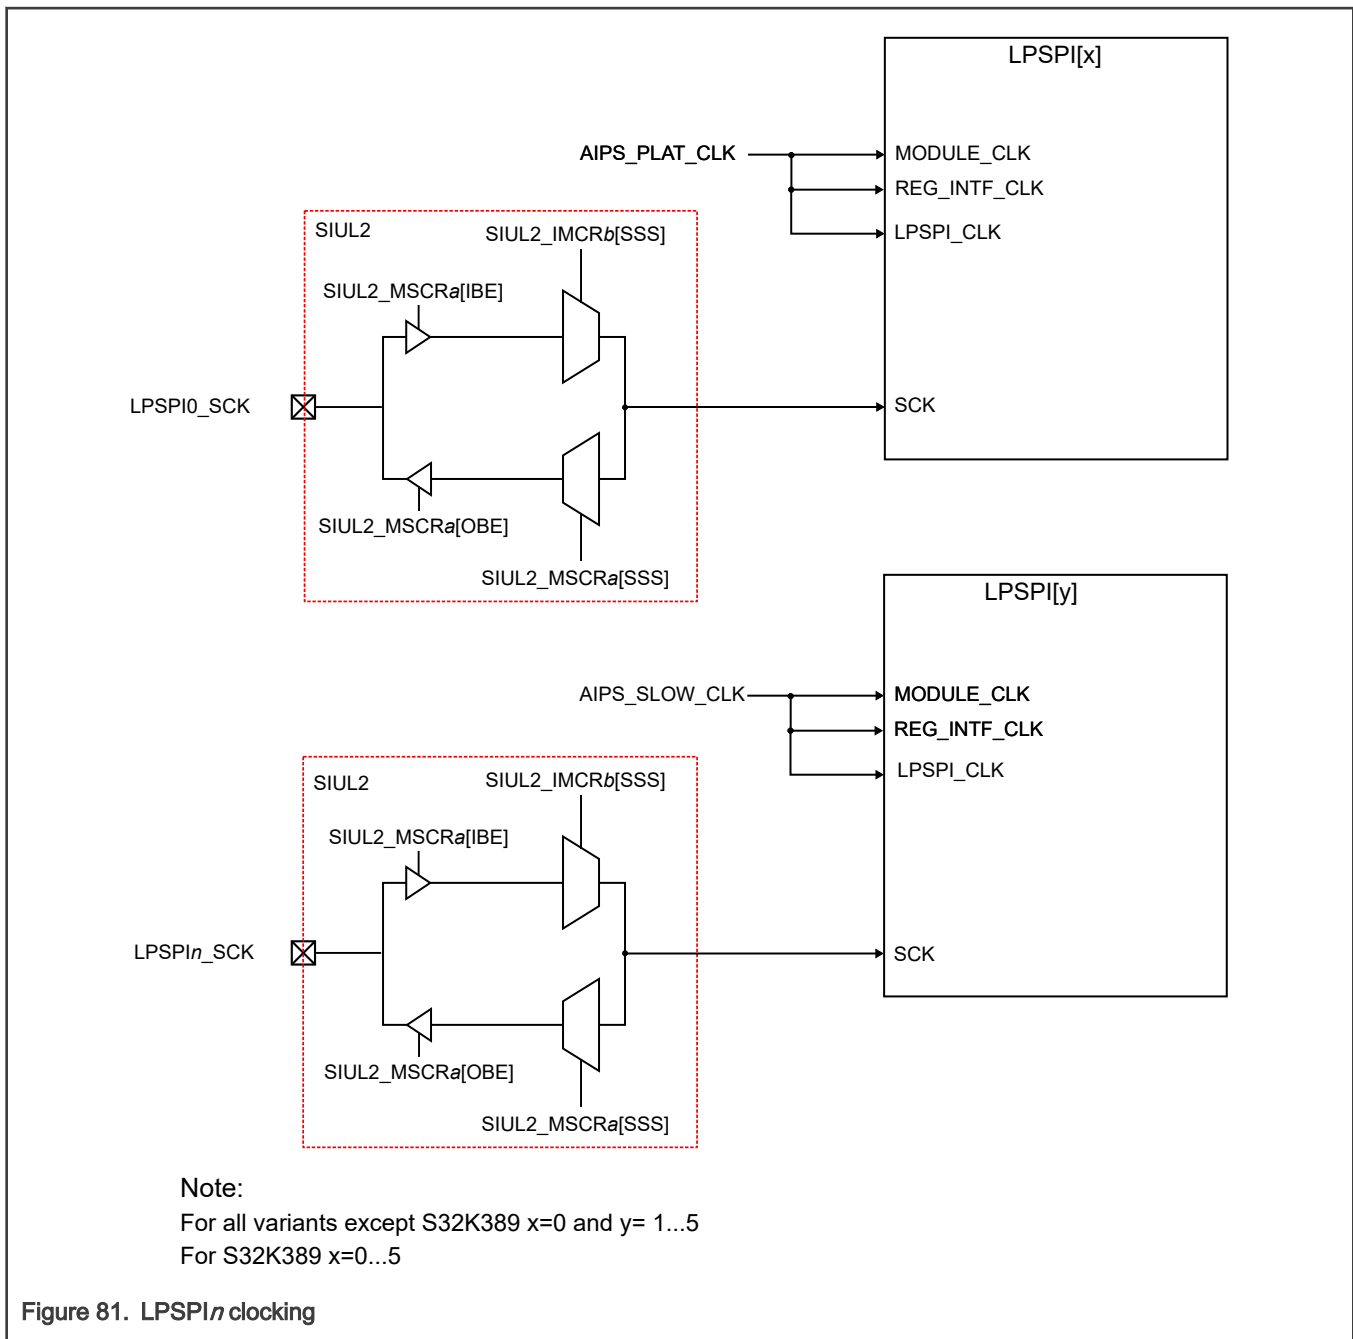 LPSPI[x]
AIPS_PLAT_CLK
MODULE_CLK
REG_INTF_CLK
LPSPI_CLK
SIUL2
SIUL2_IMCRb[SSS]
SIUL2_MSCRa[IBE]
LPSPI0_SCK
SCK
SIUL2_MSCRa[OBE]
SIUL2_MSCRa[SSS]
LPSPI[y]
AIPS_SLOW_CLK
MODULE_CLK
REG_INTF_CLK
LPSPI_CLK
SIUL2
SIUL2_IMCRb[SSS]
SIUL2_MSCRa[IBE]
LPSPIn_SCK
SCK
SIUL2_MSCRa[OBE]
SIUL2_MSCRa[SSS]
Note:
For all variants except S32K389 x=0 and y= 1...5
For S32K389 x=0...5
Figure 81. LPSPIn clocking